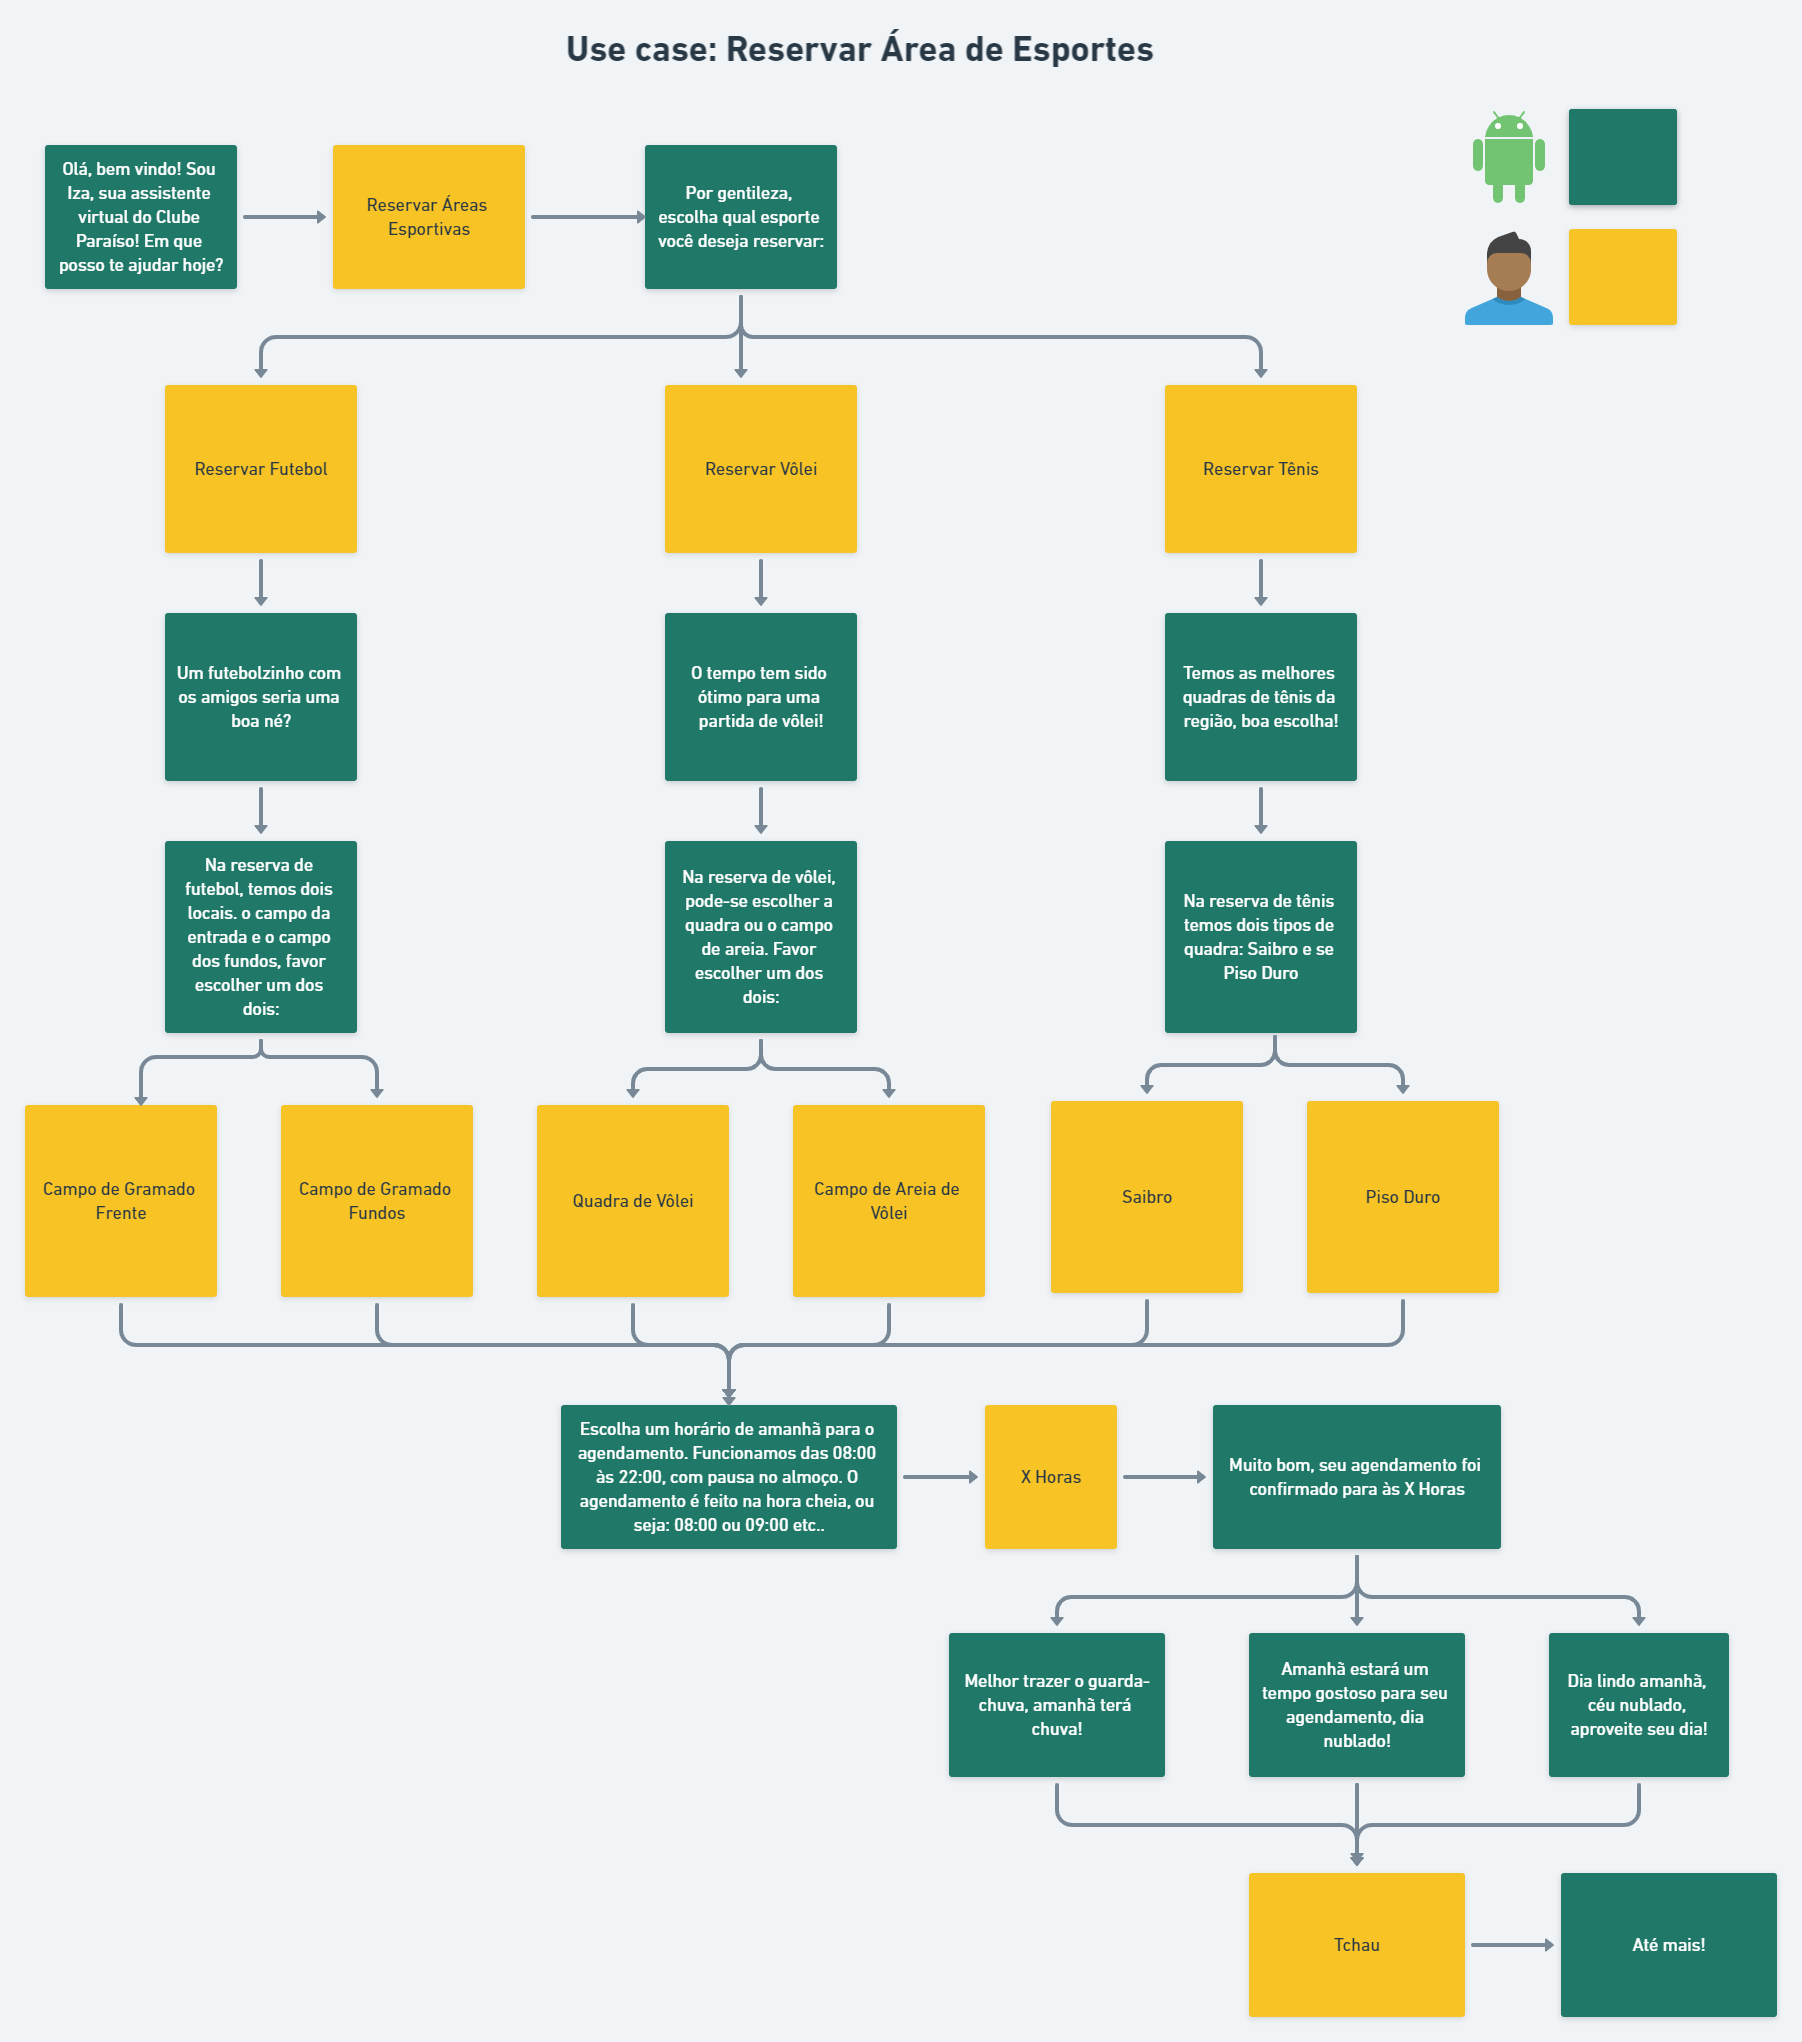 Use case: Reservar Área de Esportes
Olá, bem vindo! Sou
Iza, sua assistente
virtual do Clube
Paraíso! Em que
posso te ajudar hoje?
Reservar Áreas
Esportivas
Por gentileza,
escolha qual esporte
você deseja reservar:
Reservar Futebol
Reservar Vôlei
Reservar Tênis
Um futebolzinho com
os amigos seria uma
boa né?
O tempo tem sido
ótimo para uma
partida de vôlei!
Temos as melhores
quadras de tênis da
região, boa escolha!
Na reserva de
futebol, temos dois
locais. o campo da
entrada e o campo
dos fundos, favor
escolher um dos
dois:
Na reserva de vôlei,
pode-se escolher a
quadra ou o campo
de areia. Favor
escolher um dos
dois:
Na reserva de tênis
temos dois tipos de
quadra: Saibro e se
Piso Duro
Campo de Gramado
Frente
Campo de Gramado
Fundos
Quadra de Vôlei
Campo de Areia de
Vôlei
Saibro
Piso Duro
Escolha um horário de amanhã para o
agendamento. Funcionamos das 08:00
às 22:00, com pausa no almoço. O
agendamento é feito na hora cheia, ou
seja: 08:00 ou 09:00 etc..
X Horas
Muito bom, seu agendamento foi
confirmado para às X Horas
Melhor trazer o guarda-
chuva, amanhã terá
chuva!
Amanhã estará um
tempo gostoso para seu
agendamento, dia
nublado!
Dia lindo amanhã,
céu nublado,
aproveite seu dia!
Tchau
Até mais!